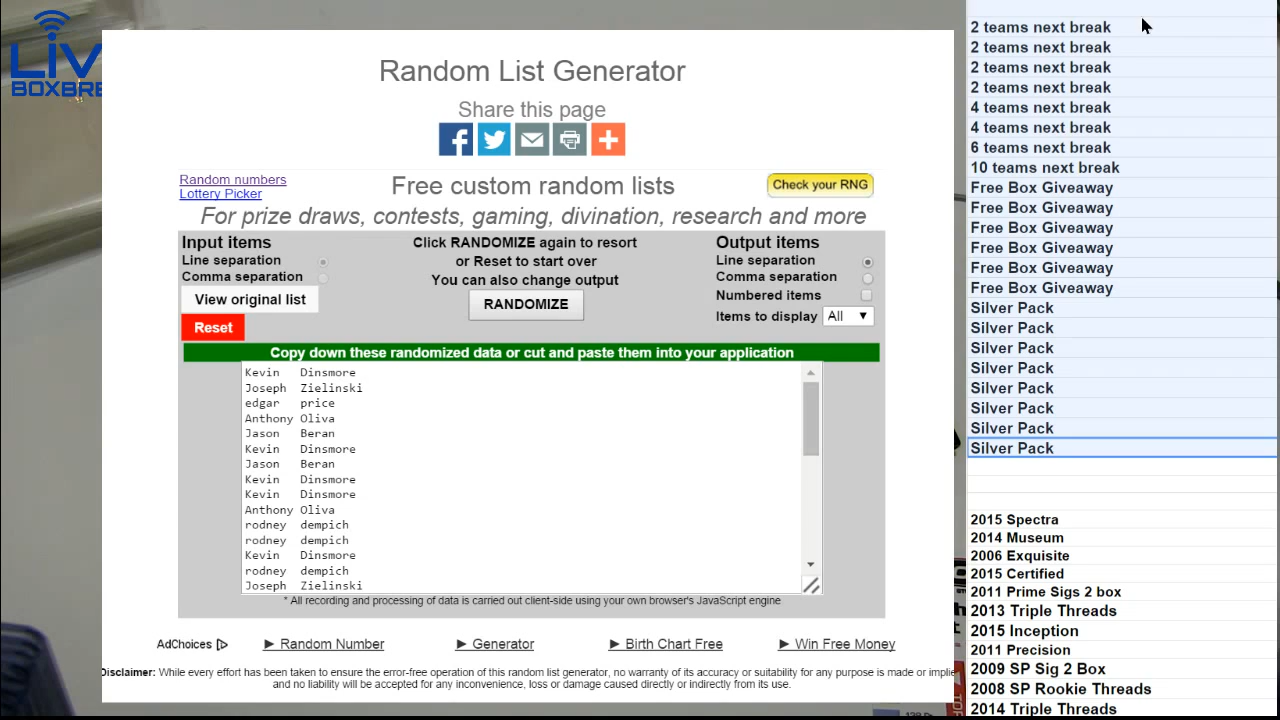 LIV
BOXBRE
Random List Generator
Share this page
Random numbers
Lottery Picker
Free custom random lists
Check your RNG
For prize draws, contests, gaming, divination, research and more
Input items
Line separation
Comma separation
View original list
Reset
Click RANDOMIZE again to resort
or Reset to start over
You can also change output
RANDOMIZE
Output items
Line separation
Comma separation
Numbered items
Items to display All
Copy down these randomized data or cut and paste them into your application
Kevin Dinsmore
Joseph Zielinski
edgar price
Anthony Oliva
Jason Beran
Kevin Dinsmore
Jason Beran
Kevin Dinsmore
Kevin Dinsmore
Anthony Oliva
rodney dempich
rodney dempich
Kevin Dinsmore
rodney dempich
Joseph Zielinski
* All recording and processing of data is carried out client-side using your own browser's JavaScript engine
AdChoices
► Random Number
► Generator
► Birth Chart Free
► Win Free Money
Disclaimer: While every effort has been taken to ensure the error-free operation of this random list generator, no warranty of its accuracy or suitability for any purpose is made or implie
and no liability will be accepted for any inconvenience, loss or damage caused directly or indirectly from its use.
2 teams next break
2 teams next break
2 teams next break
2 teams next break
4 teams next break
4 teams next break
6 teams next break
10 teams next break
Free Box Giveaway
Free Box Giveaway
Free Box Giveaway
Free Box Giveaway
Free Box Giveaway
Free Box Giveaway
Silver Pack
Silver Pack
Silver Pack
Silver Pack
Silver Pack
Silver Pack
Silver Pack
Silver Pack
2015 Spectra
2014 Museum
2006 Exquisite
2015 Certified
2011 Prime Sigs 2 box
2013 Triple Threads
2015 Inception
2011 Precision
2009 SP Sig 2 Box
2008 SP Rookie Threads
2014 Triple Threads